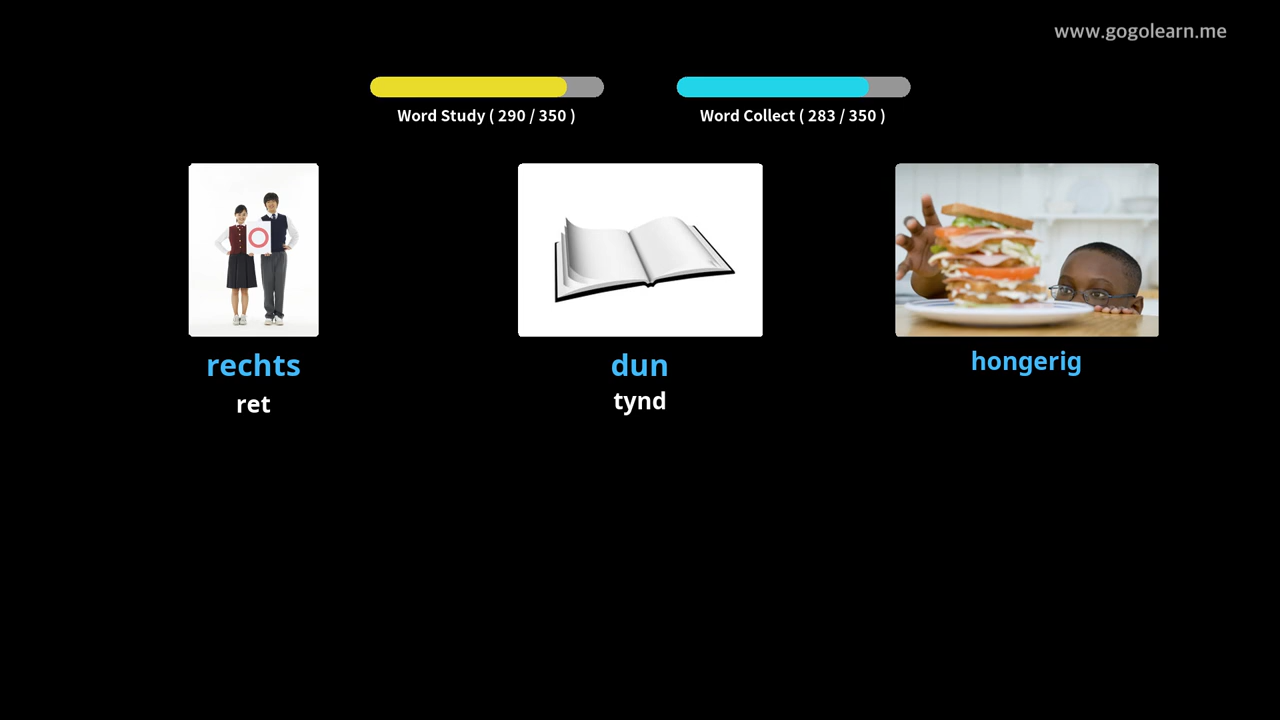 www.gogolearn.me
Word Study ( 290 / 350 )
Word Collect ( 283 / 350 )
rechts
ret
dun
tynd
hongerig